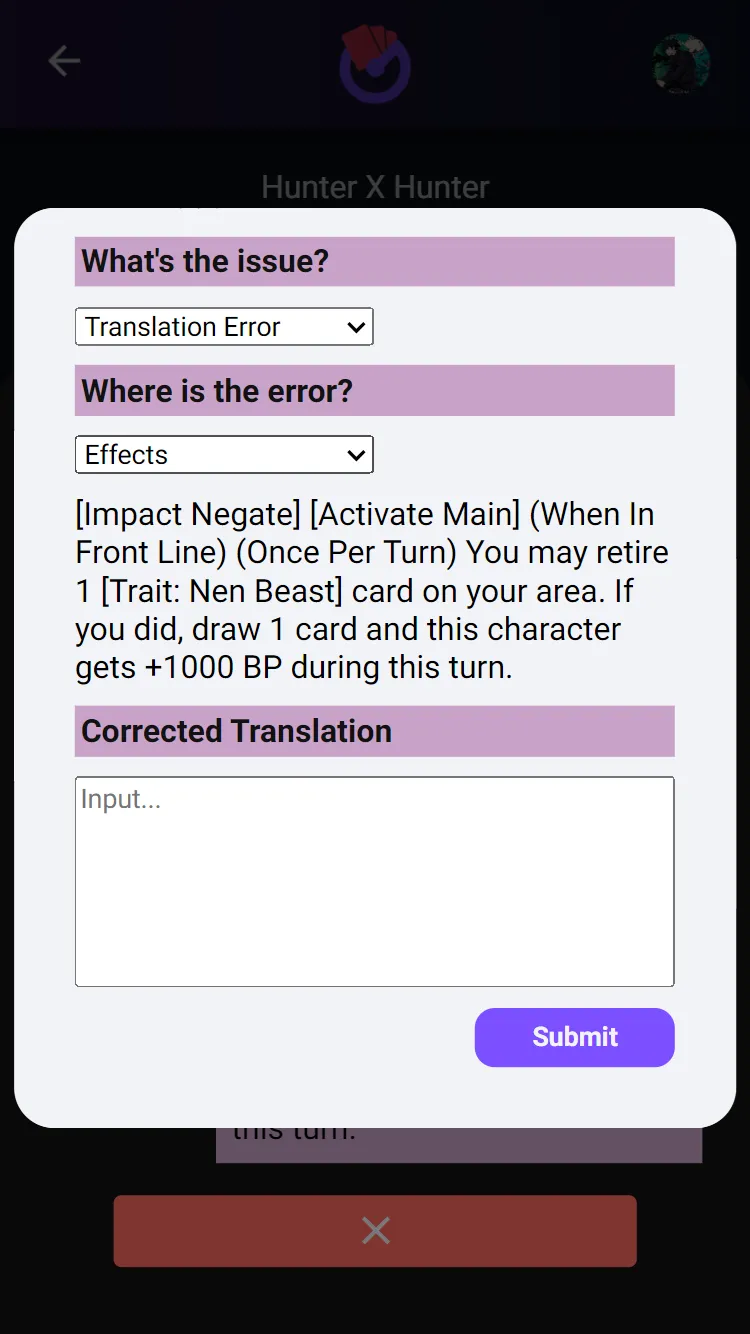 Hunter X Hunter
What's the issue?
Translation Error
Where is the error?
Effects
[Impact Negate] [Activate Main] (When In
Front Line) (Once Per Turn) You may retire
1 [Trait: Nen Beast] card on your area. If
you did, draw 1 card and this character
gets +1000 BP during this turn.
Corrected Translation
Input...
Submit
this turn.